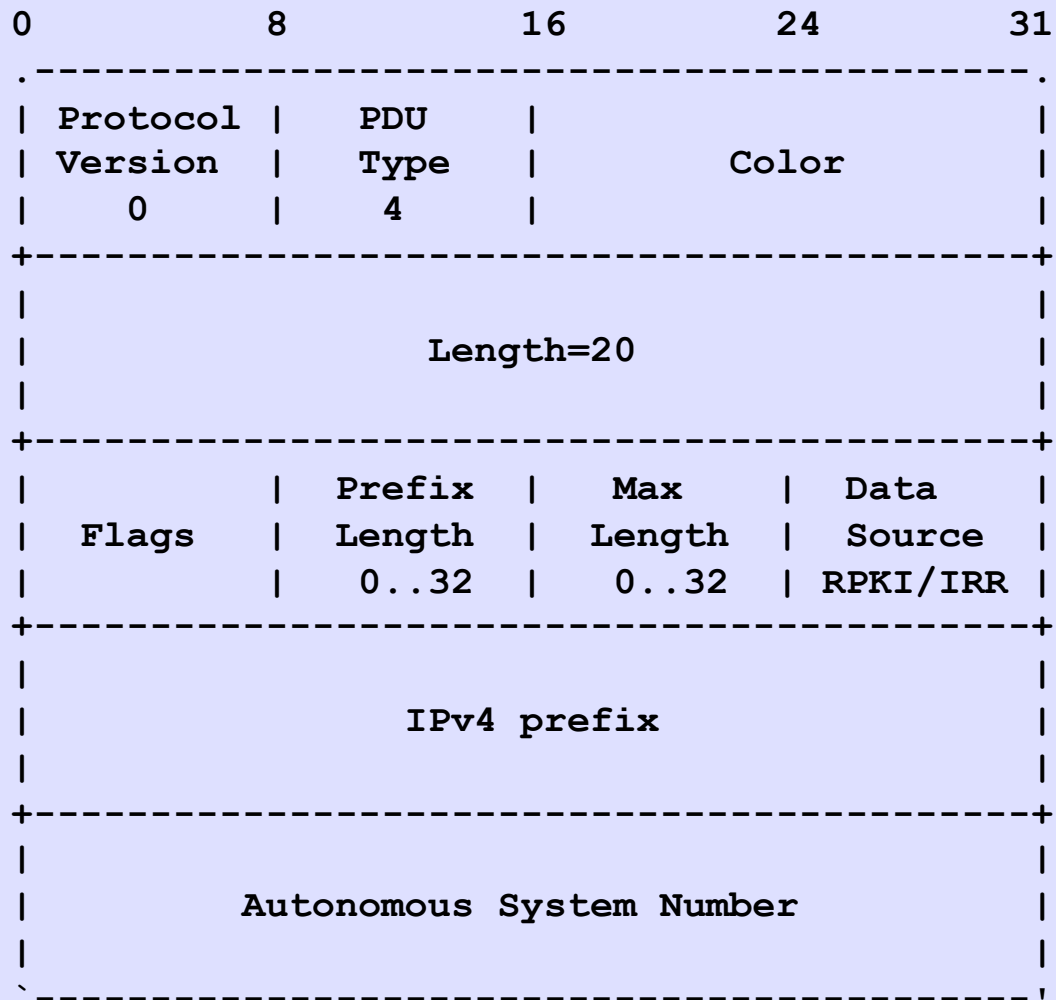 0 8 16 24 31
.-------------------------------------------.
| Protocol | PDU | |
| Version | Type | Color |
| 0 | 4 | |
+-------------------------------------------+
| |
| Length=20 |
| |
+-------------------------------------------+
| | Prefix | Max | Data |
| Flags | Length | Length | Source |
| | 0..32 | 0..32 | RPKI/IRR |
+-------------------------------------------+
| |
| IPv4 prefix |
| |
+-------------------------------------------+
| |
| Autonomous System Number |
| |
`-------------------------------------------'